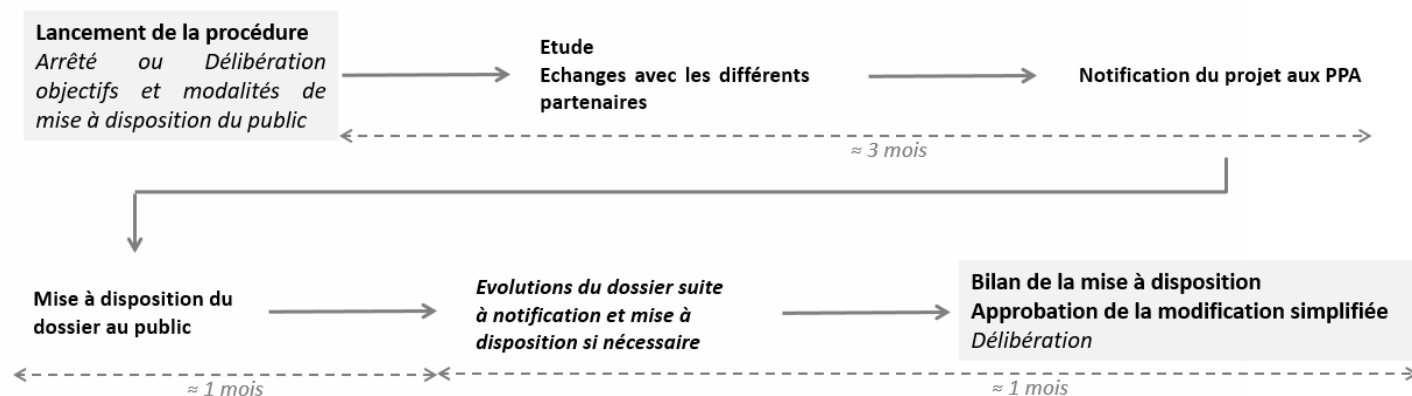 Lancement de la procédure
Arrêté ou Délibération
objectifs et modalités de
mise à disposition du public
Etude
Echanges avec les différents
partenaires
Notification du projet aux PPA
≈ 3 mois
Mise à disposition du
dossier au public
Evolutions du dossier suite
à notification et mise à
disposition si nécessaire
Bilan de la mise à disposition
Approbation de la modification simplifiée
Délibération
≈ 1 mois
≈ 1 mois